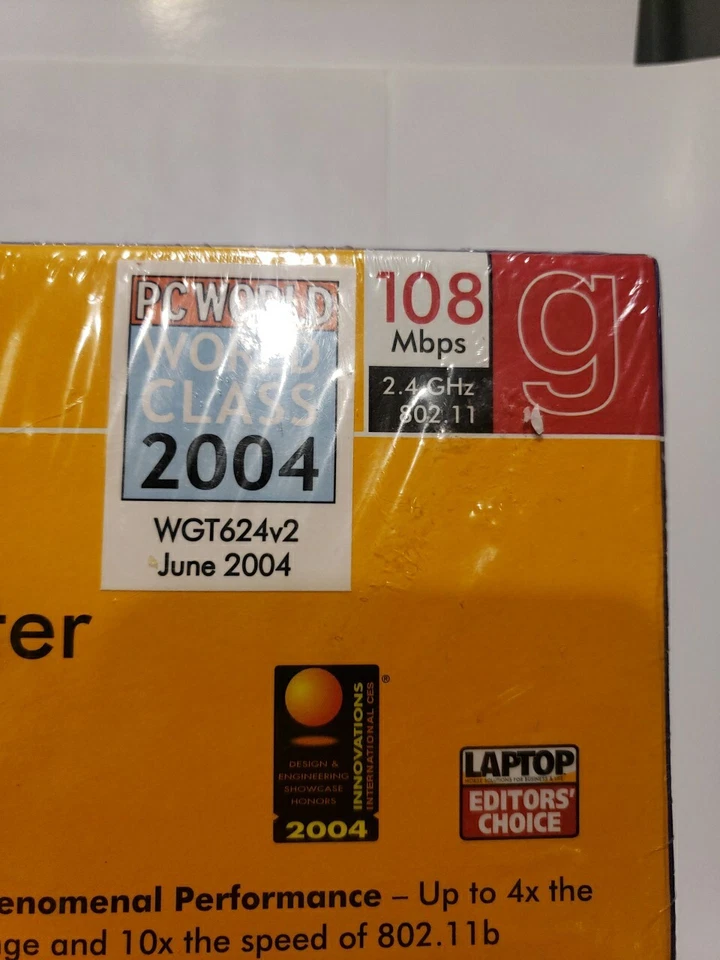 PC WORLD
WORLD
CLASS
2004
WGT624v2
June 2004
108
Mbps
2.4 GHz
802.11
g
ter
INNOVATIONS
INTERNATIONAL CES
®
DESIGN &
ENGINEERING
SHOWCASE
HONORS
2004
LAPTOP
EDITORS'
CHOICE
enomenal Performance – Up to 4x the
nge and 10x the speed of 802.11b